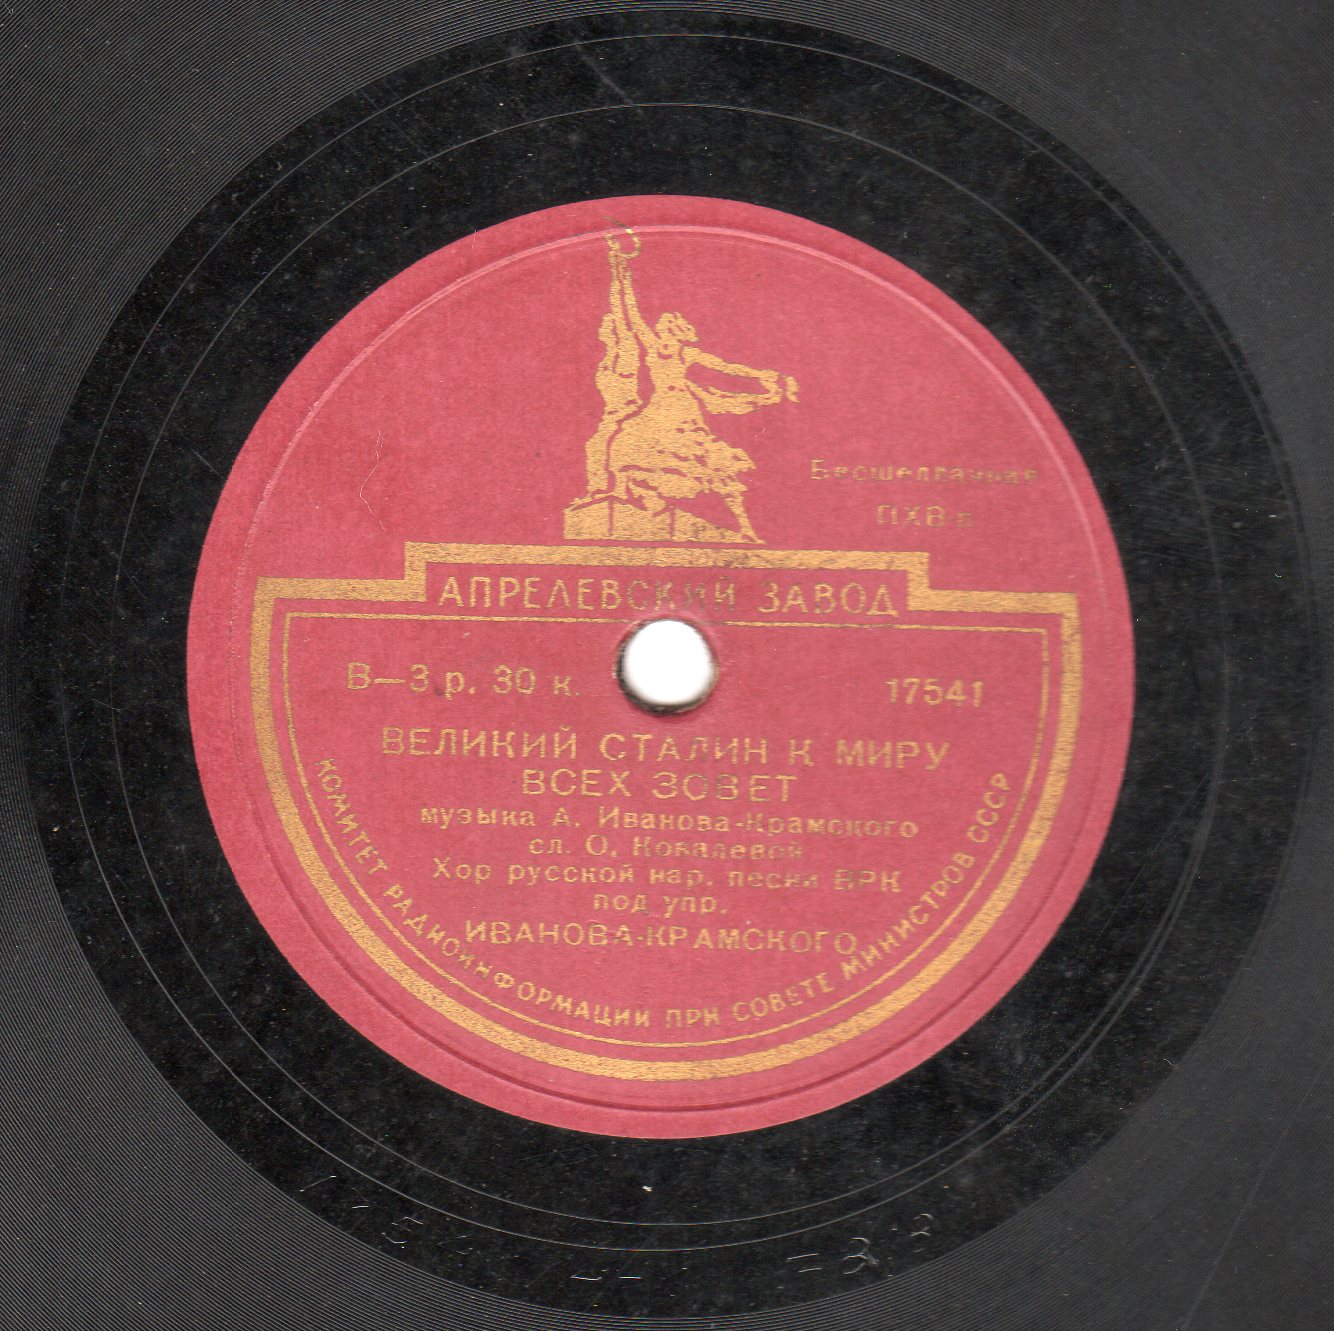 Бесшеллачная
ПХВ п
АПРЕЛЕВСКИЙ ЗАВОД
В—3 р. 30 к.
17541
ВЕЛИКИЙ СТАЛИН К МИРУ
ВСЕХ ЗОВЕТ
музыка А. Иванова-Крамского
сл. О. Ковалевой
Хор русской нар. песни ВРК
под упр.
ИВАНОВА-КРАМСКОГО
КОМИТЕТ РАДИОИНФОРМАЦИИ ПРИ СОВЕТЕ МИНИСТРОВ СССР